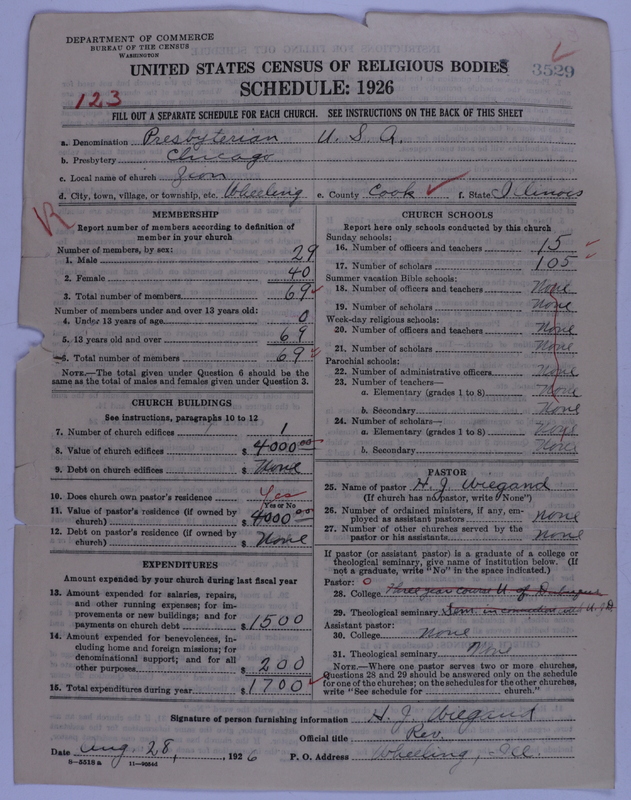 DEPARTMENT OF COMMERCE
BUREAU OF THE CENSUS
WASHINGTON
UNITED STATES CENSUS OF RELIGIOUS BODIES
3529
SCHEDULE: 1926
123
FILL OUT A SEPARATE SCHEDULE FOR EACH CHURCH. SEE INSTRUCTIONS ON THE BACK OF THIS SHEET
a. Denomination Presbyterian U. S. A.
b. Presbytery Chicago
c. Local name of church Zion
d. City, town, village, or township, etc. Wheeling e. County Cook f. State Illinois
MEMBERSHIP
Report number of members according to definition of
member in your church
Number of members, by sex:
1. Male 29
2. Female 40
3. Total number of members 69
Number of members under and over 13 years old:
4. Under 13 years of age 0
5. 13 years old and over 69
6. Total number of members 69
NOTE.—The total given under Question 6 should be the
same as the total of males and females given under Question 3.
CHURCH BUILDINGS
See instructions, paragraphs 10 to 12
7. Number of church edifices 1
8. Value of church edifices $ 4000 00
9. Debt on church edifices $ None
10. Does church own pastor's residence Yes
(Yes or No)
11. Value of pastor's residence (if owned by
church) $ 4000 00
12. Debt on pastor's residence (if owned by
church) $ None
EXPENDITURES
Amount expended by your church during last fiscal year
13. Amount expended for salaries, repairs,
and other running expenses; for im-
provements or new buildings; and for
payments on church debt $ 1500
14. Amount expended for benevolences, in-
cluding home and foreign missions; for
denominational support; and for all
other purposes $ 200
15. Total expenditures during year $ 1700
CHURCH SCHOOLS
Report here only schools conducted by this church
Sunday schools:
16. Number of officers and teachers 15
17. Number of scholars 105
Summer vacation Bible schools:
18. Number of officers and teachers None
19. Number of scholars None
Week-day religious schools:
20. Number of officers and teachers None
21. Number of scholars None
Parochial schools:
22. Number of administrative officers None
23. Number of teachers—
a. Elementary (grades 1 to 8) None
b. Secondary None
24. Number of scholars—
a. Elementary (grades 1 to 8) None
b. Secondary None
PASTOR
25. Name of pastor H. J. Wiegand
(If church has no pastor, write "None")
26. Number of ordained ministers, if any, em-
ployed as assistant pastors None
27. Number of other churches served by the
pastor or his assistants None
If pastor (or assistant pastor) is a graduate of a college or
theological seminary, give name of institution below. (If
not a graduate, write "No" in the space indicated.)
Pastor: O
28. College Three year course U. of Dubuque
29. Theological seminary Sem. in connection with U. D
Assistant pastor:
30. College None
31. Theological seminary None
NOTE.—Where one pastor serves two or more churches,
Questions 28 and 29 should be answered only on the schedule
for one of the churches; on the schedules for the other churches,
write "See schedule for church."
Signature of person furnishing information H. J. Wiegand
Official title Rev.
Date Aug. 28, 1926 P. O. Address Wheeling, Ill.
8—5518a 11—9024d